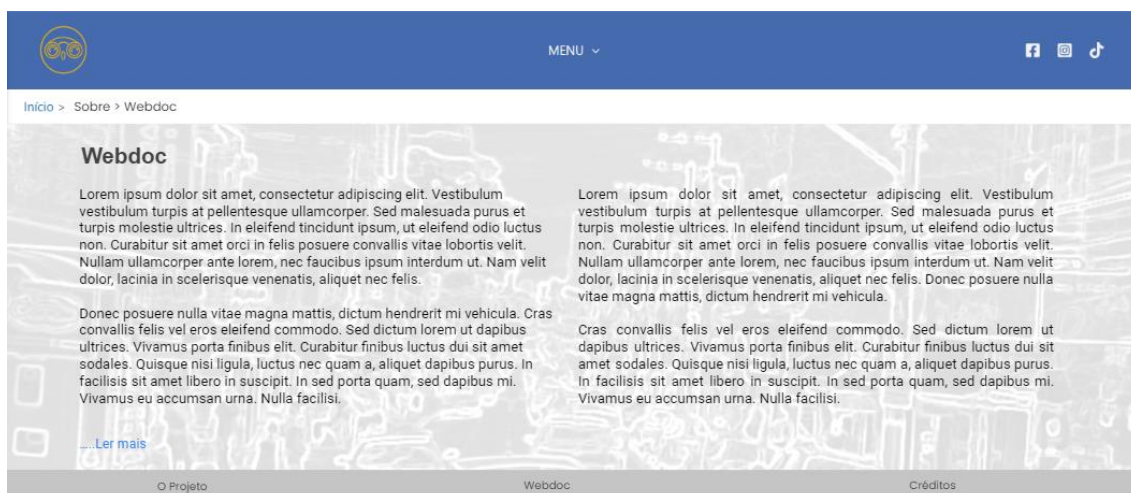 MENU
Início > Sobre > Webdoc
Webdoc
Lorem ipsum dolor sit amet, consectetur adipiscing elit. Vestibulum
vestibulum turpis at pellentesque ullamcorper. Sed malesuada purus et
turpis molestie ultrices. In eleifend tincidunt ipsum, ut eleifend odio luctus
non. Curabitur sit amet orci in felis posuere convallis vitae lobortis velit.
Nullam ullamcorper ante lorem, nec faucibus ipsum interdum ut. Nam velit
dolor, lacinia in scelerisque venenatis, aliquet nec felis.
Donec posuere nulla vitae magna mattis, dictum hendrerit mi vehicula. Cras
convallis felis vel eros eleifend commodo. Sed dictum lorem ut dapibus
ultrices. Vivamus porta finibus elit. Curabitur finibus luctus dui sit amet
sodales. Quisque nisi ligula, luctus nec quam a, aliquet dapibus purus. In
facilisis sit amet libero in suscipit. In sed porta quam, sed dapibus mi.
Vivamus eu accumsan urna. Nulla facilisi.
.....Ler mais
Lorem ipsum dolor sit amet, consectetur adipiscing elit. Vestibulum
vestibulum turpis at pellentesque ullamcorper. Sed malesuada purus et
turpis molestie ultrices. In eleifend tincidunt ipsum, ut eleifend odio luctus
non. Curabitur sit amet orci in felis posuere convallis vitae lobortis velit.
Nullam ullamcorper ante lorem, nec faucibus ipsum interdum ut. Nam velit
dolor, lacinia in scelerisque venenatis, aliquet nec felis. Donec posuere nulla
vitae magna mattis, dictum hendrerit mi vehicula.
Cras convallis felis vel eros eleifend commodo. Sed dictum lorem ut
dapibus ultrices. Vivamus porta finibus elit. Curabitur finibus luctus dui sit
amet sodales. Quisque nisi ligula, luctus nec quam a, aliquet dapibus purus.
In facilisis sit amet libero in suscipit. In sed porta quam, sed dapibus mi.
Vivamus eu accumsan urna. Nulla facilisi.
O Projeto
Webdoc
Créditos